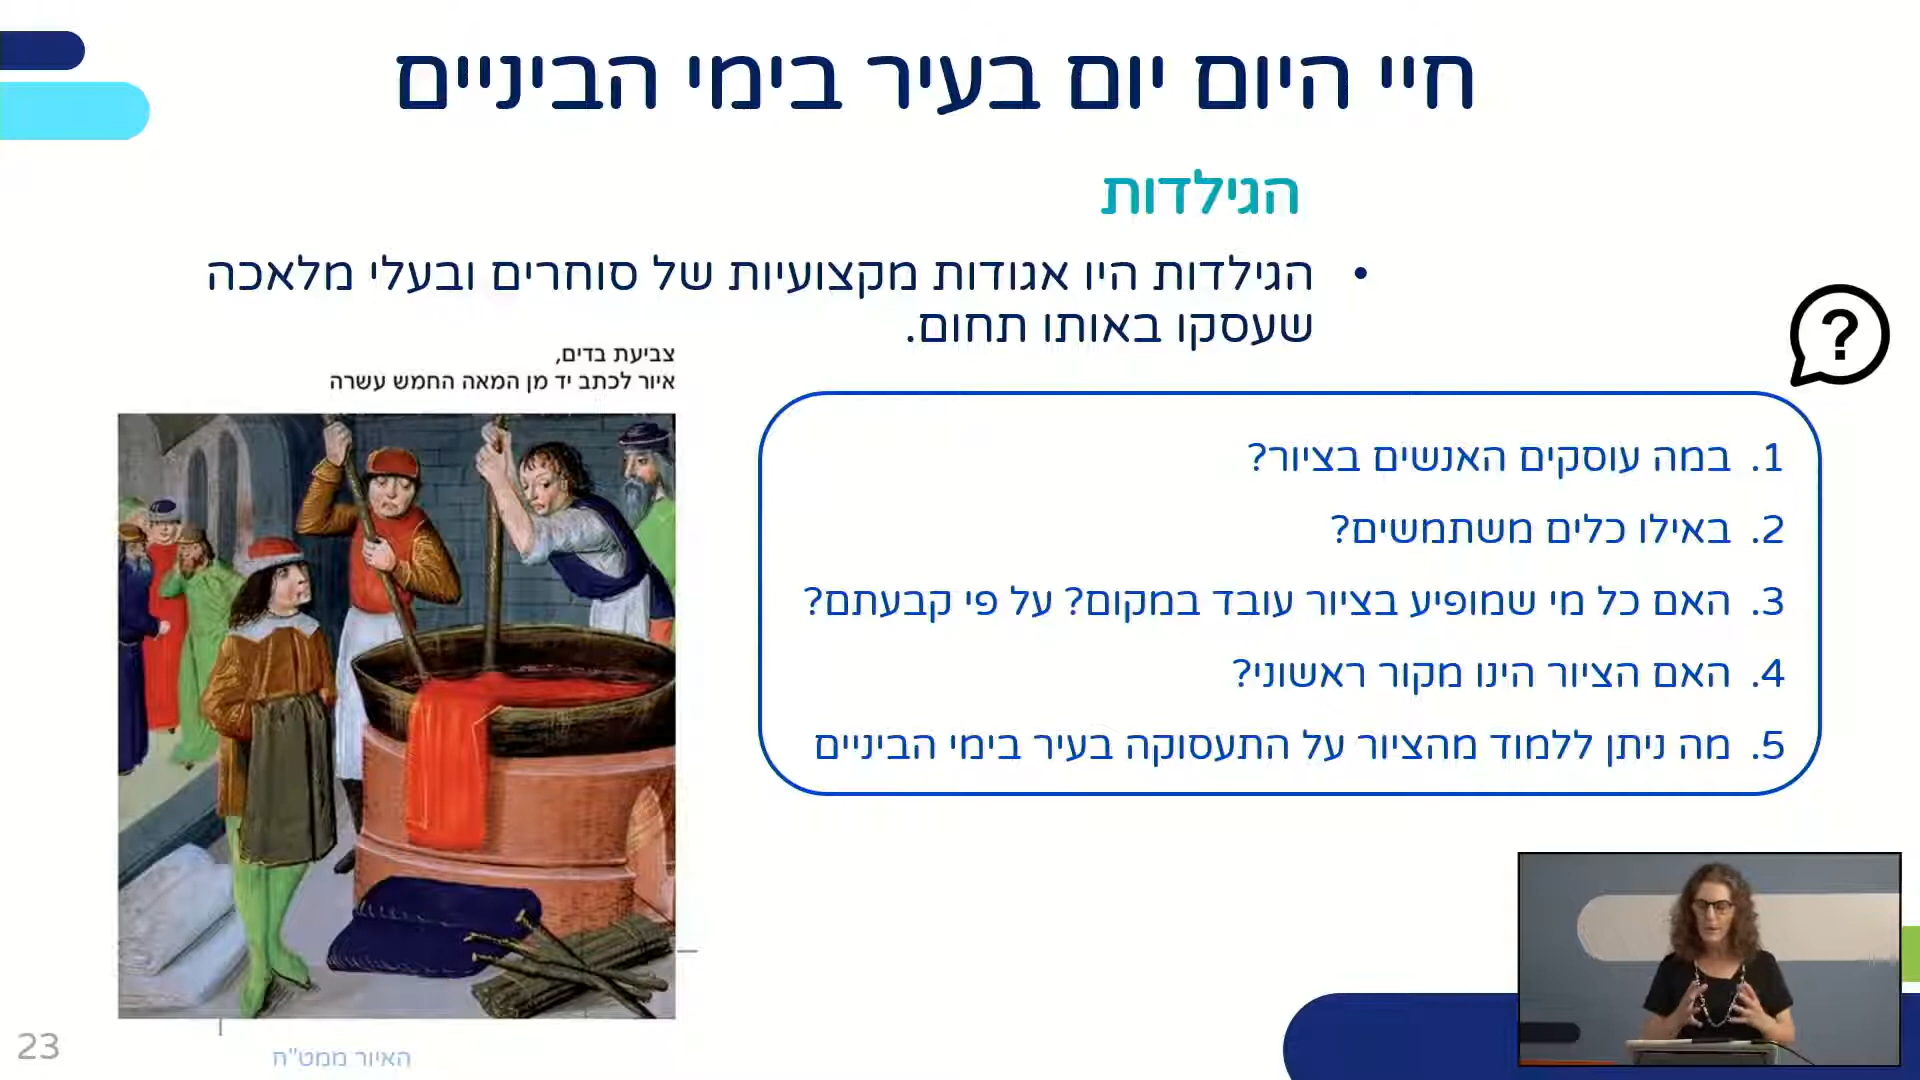 חיי היום יום בעיר בימי הביניים
הגילדות
• הגילדות היו אגודות מקצועיות של סוחרים ובעלי מלאכה
שעסקו באותו תחום.
צביעת בדים,
איור לכתב יד מן המאה החמש עשרה
?
1. במה עוסקים האנשים בציור?
2. באילו כלים משתמשים?
3. האם כל מי שמופיע בציור עובד במקום? על פי קבעתם?
4. האם הציור הינו מקור ראשוני?
5. מה ניתן ללמוד מהציור על התעסוקה בעיר בימי הביניים
האיור ממט"ח
23